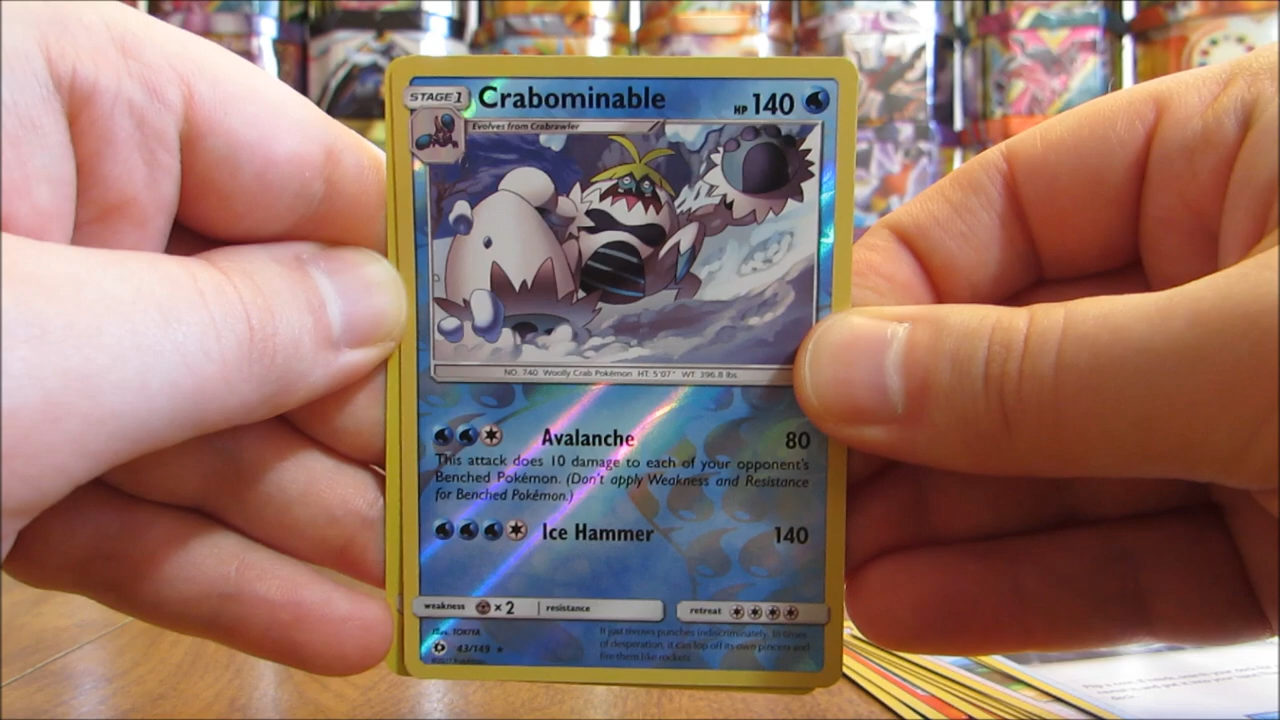 STAGE 1 Crabominable HP 140
Evolves from Crabrawler
NO. 740 Woolly Crab Pokémon HT: 5'07" WT: 396.8 lbs.
Avalanche 80
This attack does 10 damage to each of your opponent's
Benched Pokémon. (Don't apply Weakness and Resistance
for Benched Pokémon.)
Ice Hammer 140
weakness × 2 resistance retreat
Illus. TOKIYA
43/149 ★
It just throws punches indiscriminately. In times
of desperation, it can lop off its own pincers and
fire them like rockets.
©2017 Pokémon